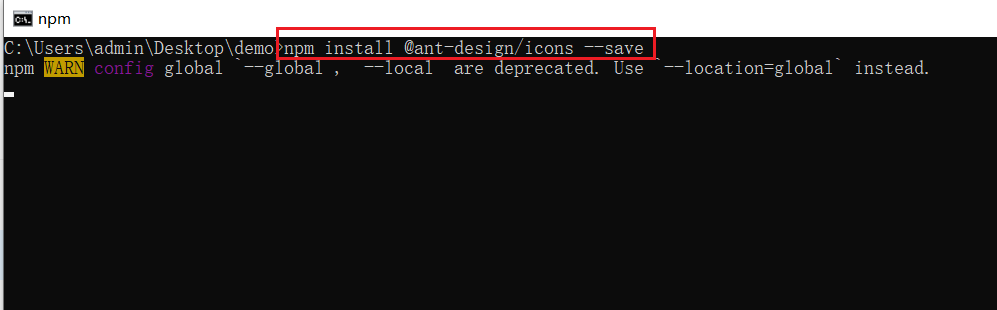 npm
C:\Users\admin\Desktop\demo>npm install @ant-design/icons --save
npm WARN config global `--global`, `--local` are deprecated. Use `--location=global` instead.